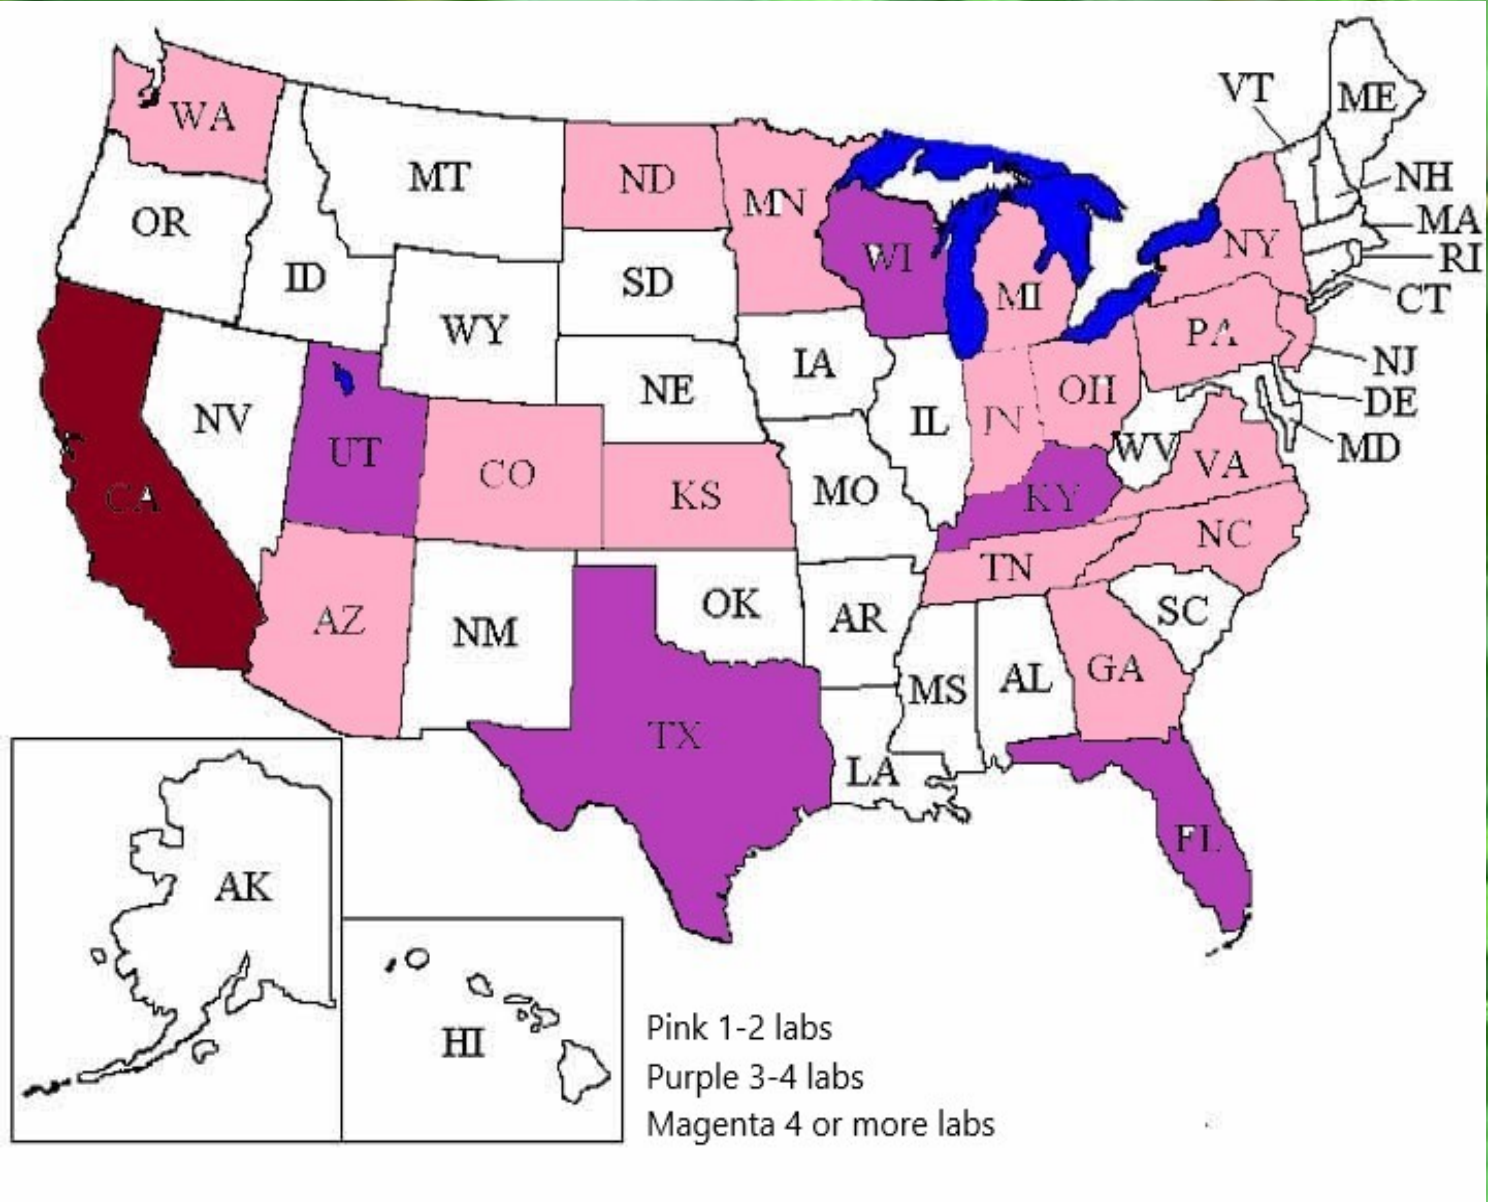 VT
ME
WA
MT
ND
MN
NH
OR
MA
NY
WI
RI
ID
SD
MI
CT
WY
PA
IA
NJ
NE
OH
DE
NV
IL
IN
UT
WV
MD
CO
VA
CA
KS
MO
KY
NC
TN
OK
AR
SC
AZ
NM
GA
MS
AL
TX
LA
FL
AK
HI
Pink 1-2 labs
Purple 3-4 labs
Magenta 4 or more labs